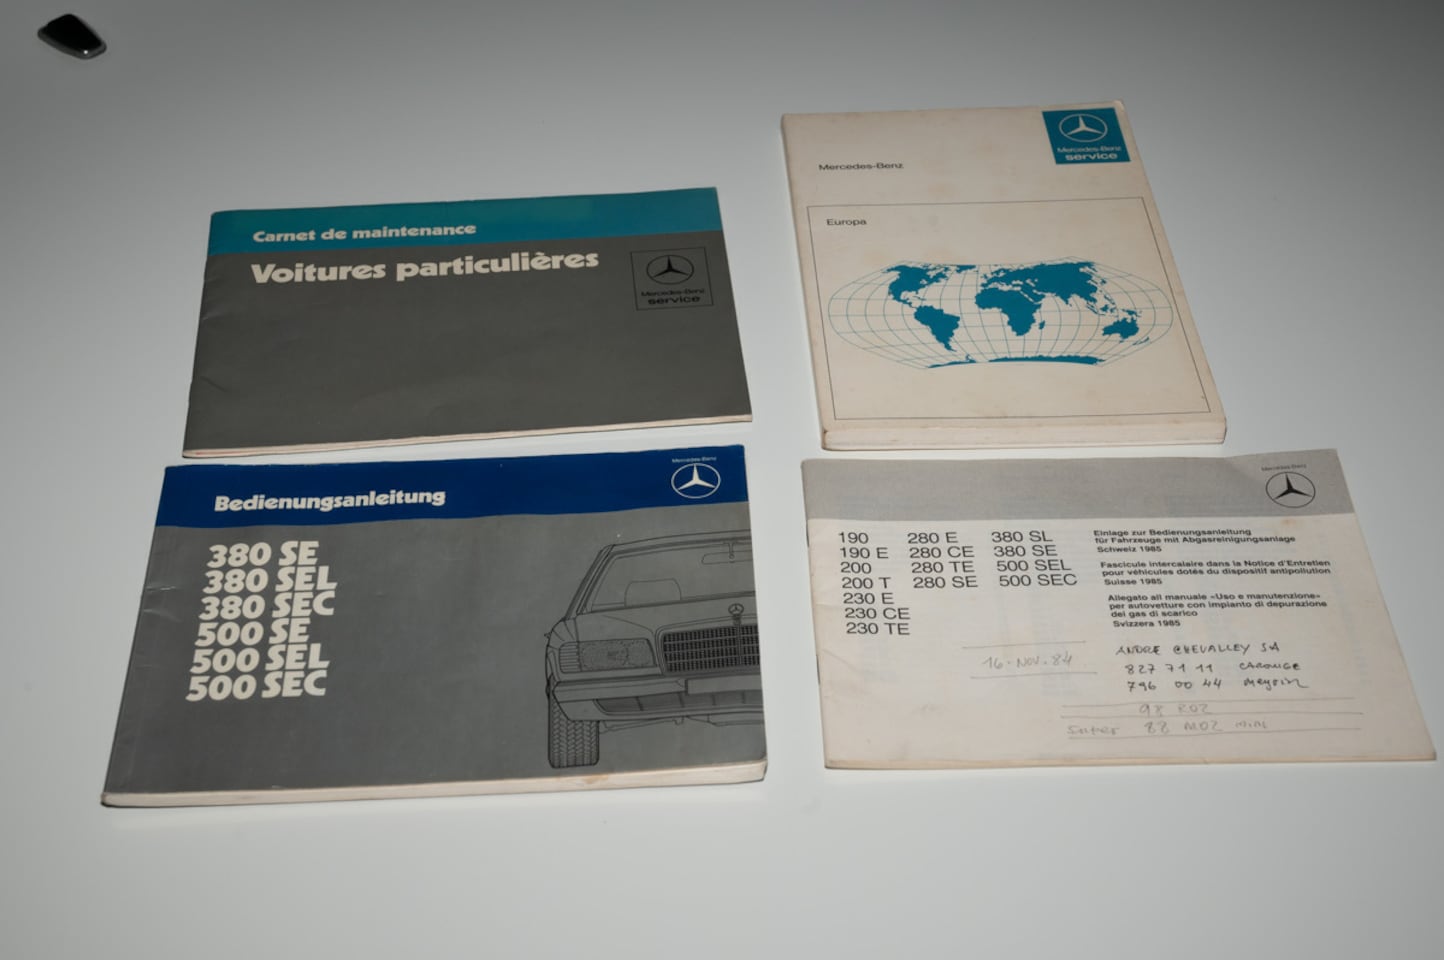 Carnet de maintenance
Voitures particulières
Mercedes-Benz
service
Mercedes-Benz
service
Mercedes-Benz
Europa
Mercedes-Benz
Bedienungsanleitung
380 SE
380 SEL
380 SEC
500 SE
500 SEL
500 SEC
Mercedes-Benz
190
190 E
200
200 T
230 E
230 CE
230 TE
280 E
280 CE
280 TE
280 SE
380 SL
380 SE
500 SEL
500 SEC
Einlage zur Bedienungsanleitung
für Fahrzeuge mit Abgasreinigungsanlage
Schweiz 1985
Fascicule intercalaire dans la Notice d'Entretien
pour véhicules dotés du dispositif antipollution
Suisse 1985
Allegato all manuale «Uso e manutenzione»
per autovetture con impianto di depurazione
dei gas di scarico
Svizzera 1985
16. NOV. 84
ANDRE CHEVALLEY SA
827 71 11 CAROUGE
796 00 44 Meyrin
98 ROZ
Super 88 MOZ min